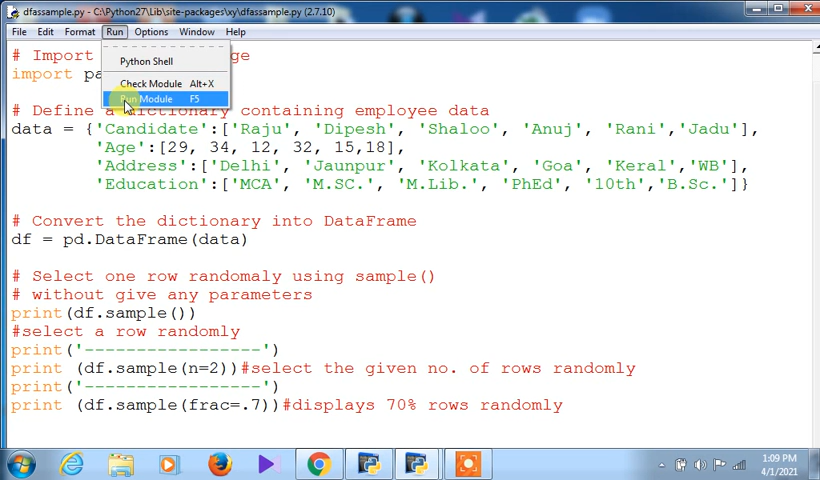 dfassample.py - C:\Python27\Lib\site-packages\xy\dfassample.py (2.7.10)
File Edit Format Run Options Window Help
Python Shell
Check Module Alt+X
Run Module F5
# Import ge
import pa
# Define a dictionary containing employee data
data = {'Candidate':['Raju', 'Dipesh', 'Shaloo', 'Anuj', 'Rani','Jadu'],
'Age':[29, 34, 12, 32, 15,18],
'Address':['Delhi', 'Jaunpur', 'Kolkata', 'Goa', 'Keral','WB'],
'Education':['MCA', 'M.SC.', 'M.Lib.', 'PhEd', '10th','B.Sc.']}
# Convert the dictionary into DataFrame
df = pd.DataFrame(data)
# Select one row randomaly using sample()
# without give any parameters
print(df.sample())
#select a row randomly
print('-----------------')
print (df.sample(n=2))#select the given no. of rows randomly
print('-----------------')
print (df.sample(frac=.7))#displays 70% rows randomly
1:09 PM
4/1/2021